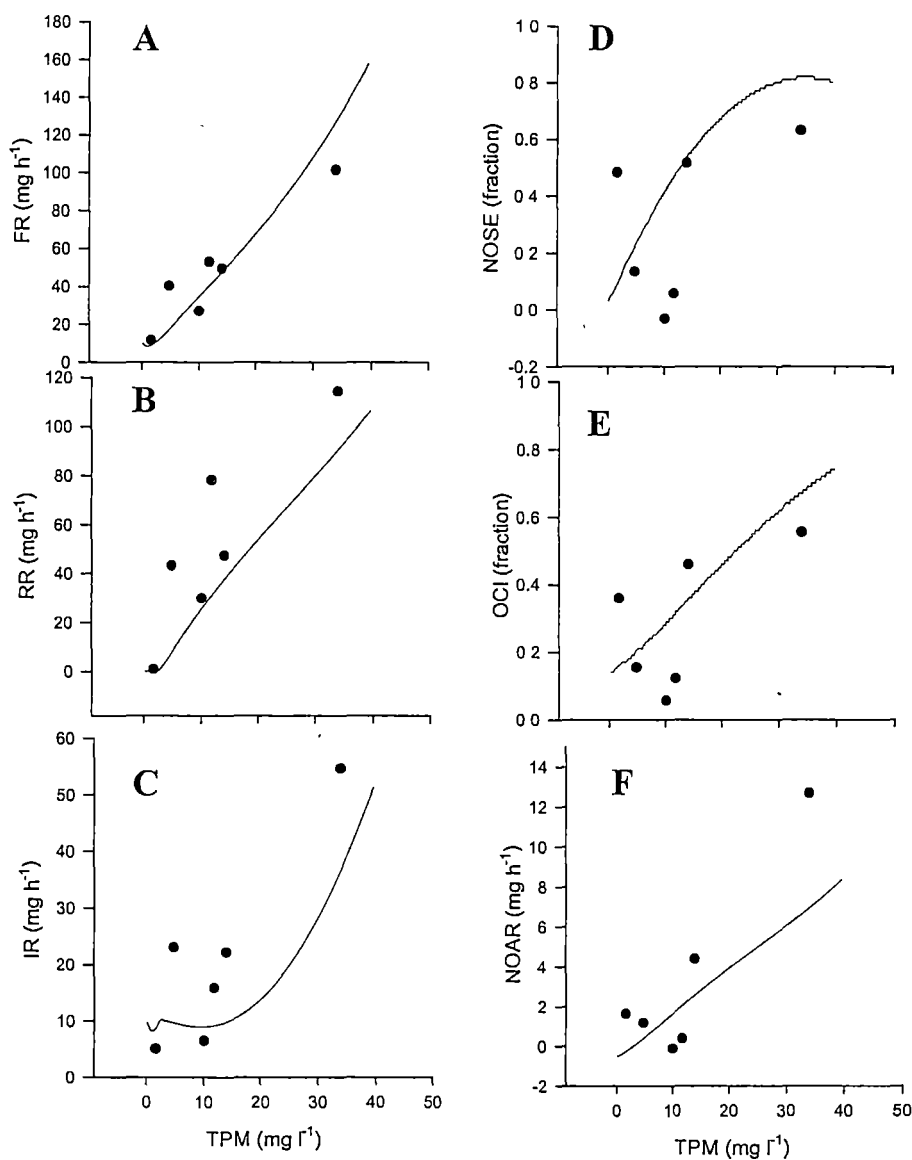 A
FR (mg h-1)
180
160
140
120
100
80
60
40
20
0
B
RR (mg h-1)
120
100
80
60
40
20
0
C
IR (mg h-1)
60
50
40
30
20
10
0
0 10 20 30 40 50
TPM (mg l-1)
D
NOSE (fraction)
1 0
0 8
0.6
0 4
0 2
0 0
-0.2
E
OCI (fraction)
1.0
0.8
0.6
0.4
0 2
0 0
F
NOAR (mg h-1)
14
12
10
8
6
4
2
0
-2
0 10 20 30 40 50
TPM (mg l-1)